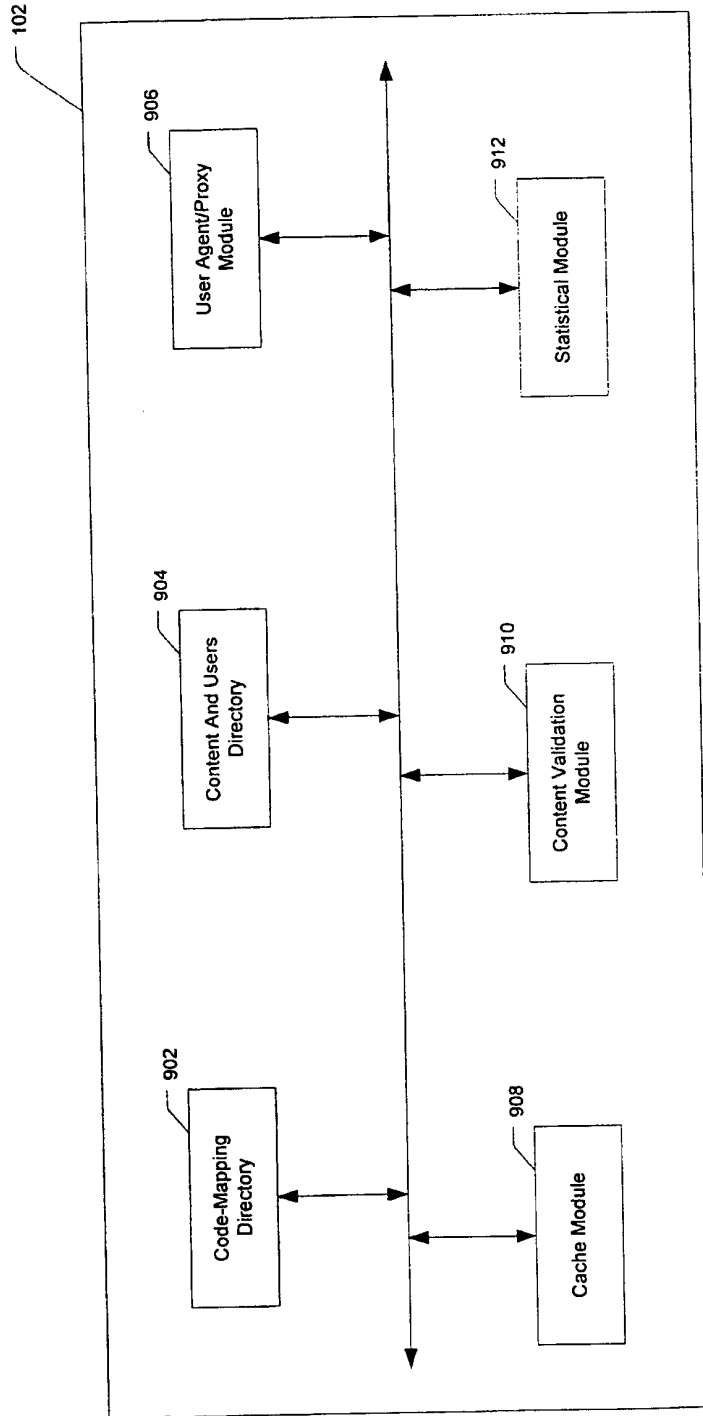 102
902
Code-Mapping
Directory
904
Content And Users
Directory
906
User Agent/Proxy
Module
908
Cache Module
910
Content Validation
Module
912
Statistical Module